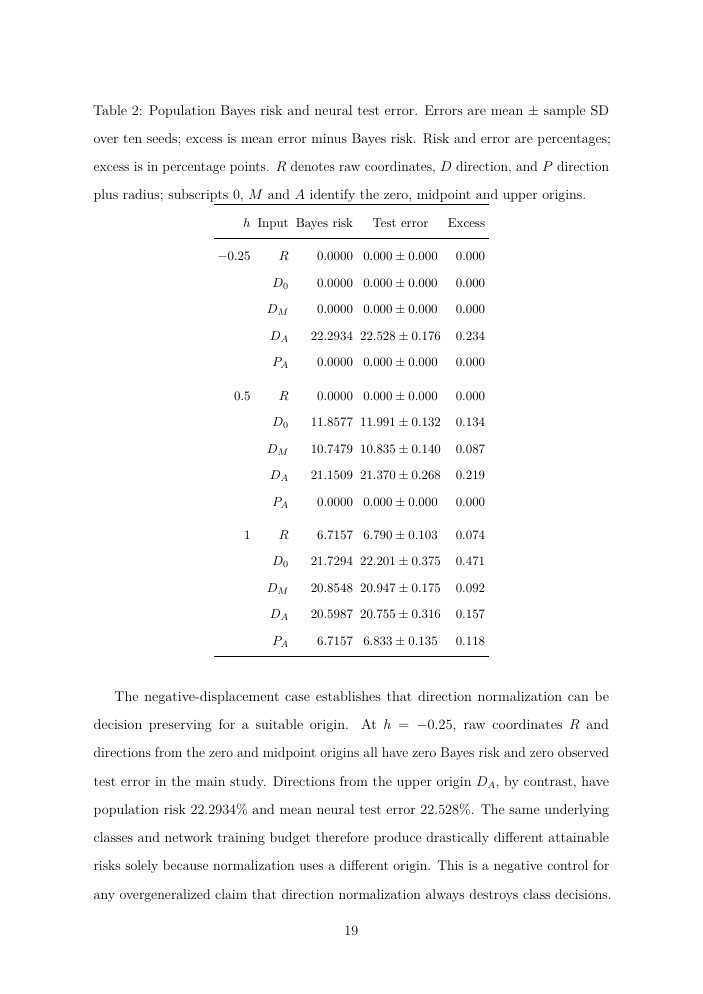 Table 2: Population Bayes risk and neural test error. Errors are mean ± sample SD
over ten seeds; excess is mean error minus Bayes risk. Risk and error are percentages;
excess is in percentage points. R denotes raw coordinates, D direction, and P direction
plus radius; subscripts 0, M and A identify the zero, midpoint and upper origins.
h Input Bayes risk Test error Excess
−0.25 R 0.0000 0.000 ± 0.000 0.000
D₀ 0.0000 0.000 ± 0.000 0.000
D_M 0.0000 0.000 ± 0.000 0.000
D_A 22.2934 22.528 ± 0.176 0.234
P_A 0.0000 0.000 ± 0.000 0.000
0.5 R 0.0000 0.000 ± 0.000 0.000
D₀ 11.8577 11.991 ± 0.132 0.134
D_M 10.7479 10.835 ± 0.140 0.087
D_A 21.1509 21.370 ± 0.268 0.219
P_A 0.0000 0.000 ± 0.000 0.000
1 R 6.7157 6.790 ± 0.103 0.074
D₀ 21.7294 22.201 ± 0.375 0.471
D_M 20.8548 20.947 ± 0.175 0.092
D_A 20.5987 20.755 ± 0.316 0.157
P_A 6.7157 6.833 ± 0.135 0.118
The negative-displacement case establishes that direction normalization can be
decision preserving for a suitable origin. At h = −0.25, raw coordinates R and
directions from the zero and midpoint origins all have zero Bayes risk and zero observed
test error in the main study. Directions from the upper origin D_A, by contrast, have
population risk 22.2934% and mean neural test error 22.528%. The same underlying
classes and network training budget therefore produce drastically different attainable
risks solely because normalization uses a different origin. This is a negative control for
any overgeneralized claim that direction normalization always destroys class decisions.
19